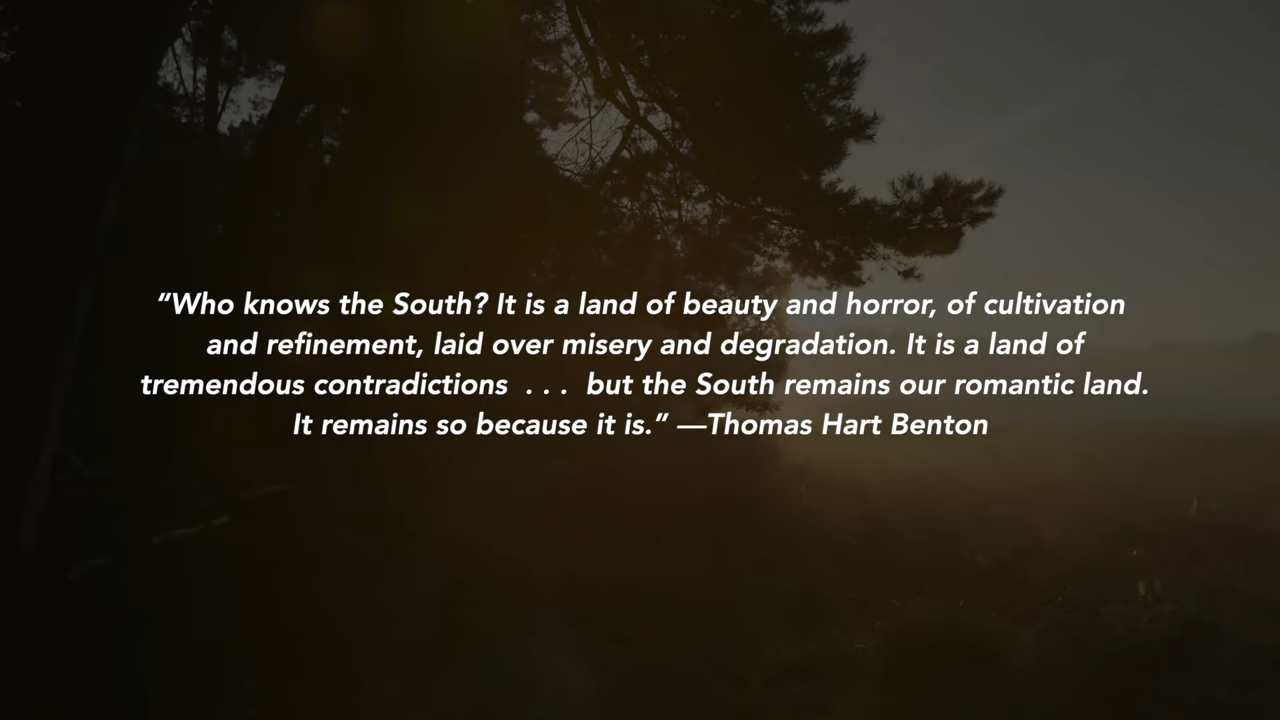 “Who knows the South? It is a land of beauty and horror, of cultivation
and refinement, laid over misery and degradation. It is a land of
tremendous contradictions . . . but the South remains our romantic land.
It remains so because it is.” —Thomas Hart Benton